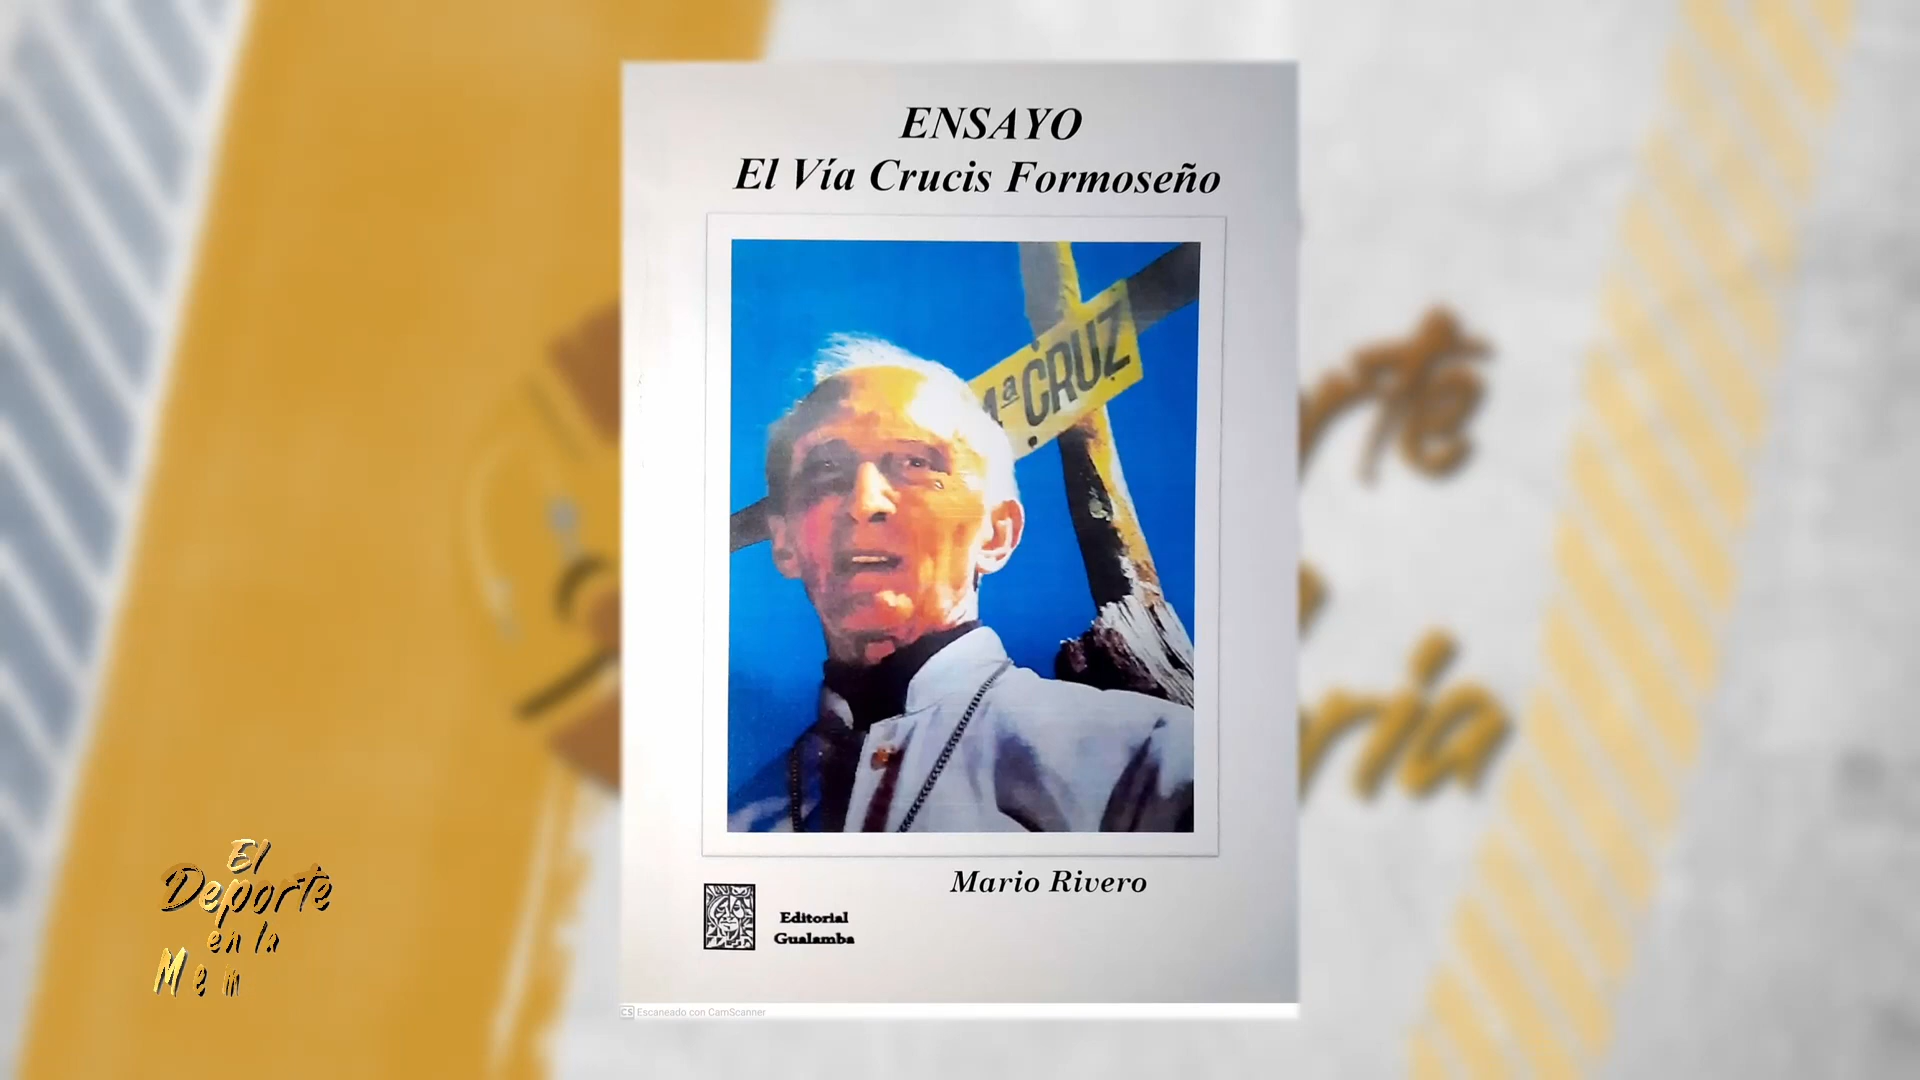 ENSAYO
El Vía Crucis Formoseño
1ª CRUZ
Mario Rivero
Editorial
Gualamba
CS Escaneado con CamScanner
El
Deporte
en la
Mem